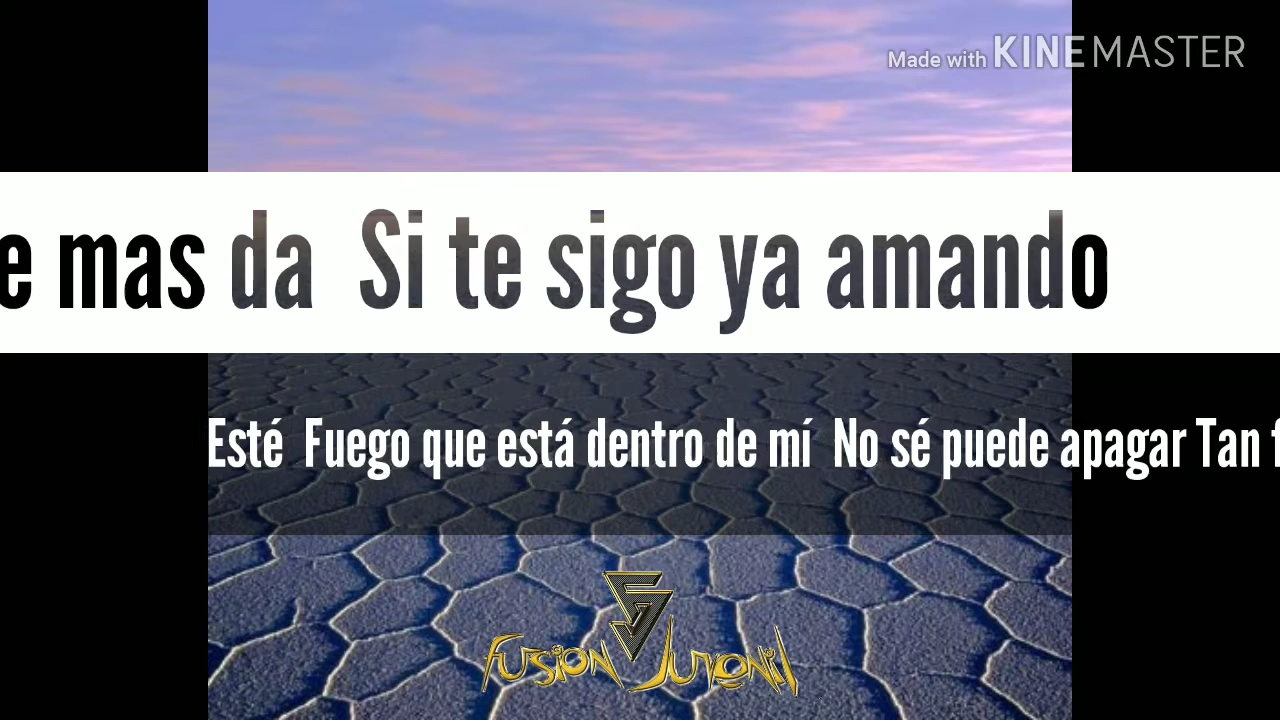 Made with KINEMASTER
e mas da Si te sigo ya amando
Esté Fuego que está dentro de mí No sé puede apagar Tan
Fusion Juvenil